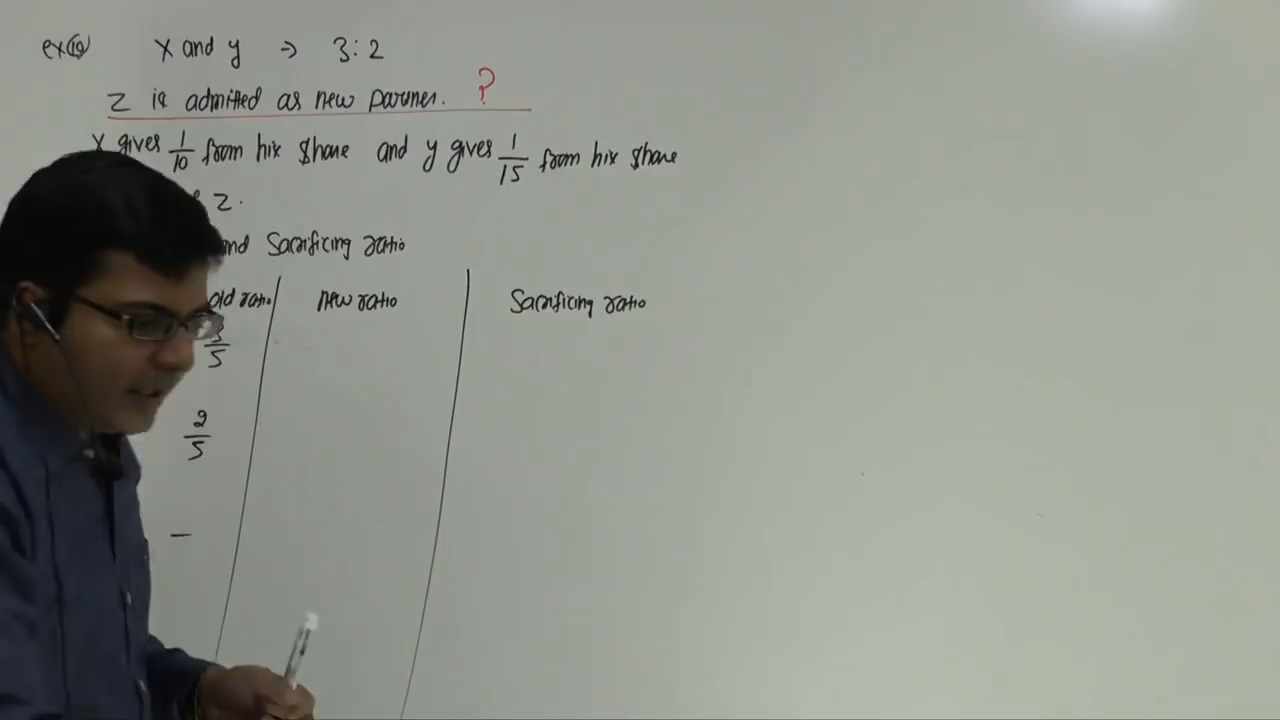 ex(10) X and y → 3:2
Z is admitted as new partner. ?
X gives 1/10 from his share and y gives 1/15 from his share
Z.
and Sacrificing ratio
old ratio new ratio Sacrificing ratio
3/5
2/5
—